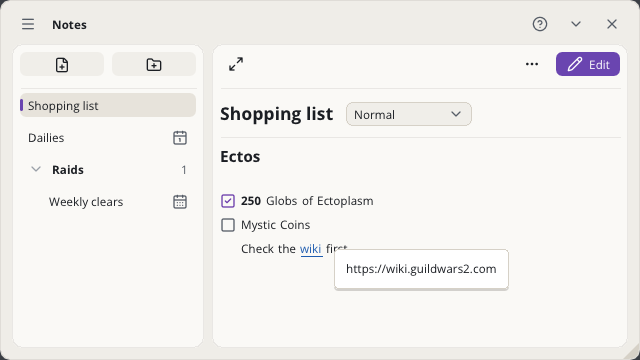 Notes
Edit
Shopping list
Dailies
Raids 1
Weekly clears
Shopping list Normal
Ectos
250 Globs of Ectoplasm
Mystic Coins
Check the wiki first
https://wiki.guildwars2.com